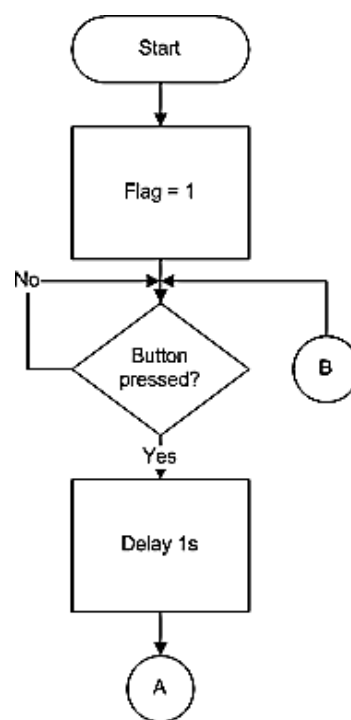 Start
Flag = 1
No
Button
pressed?
B
Yes
Delay 1s
A